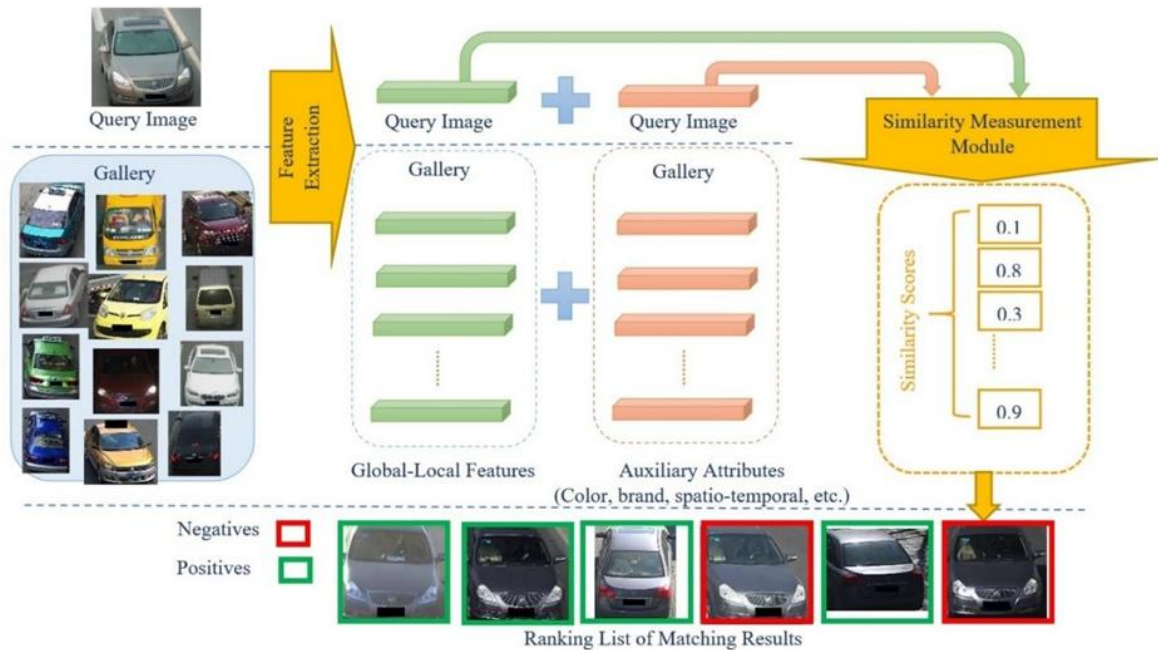 Query Image
Gallery
Feature
Extraction
Query Image
Query Image
Gallery
Gallery
Global-Local Features
Auxiliary Attributes
(Color, brand, spatio-temporal, etc.)
Similarity Measurement
Module
Similarity Scores
0.1
0.8
0.3
0.9
Negatives
Positives
Ranking List of Matching Results